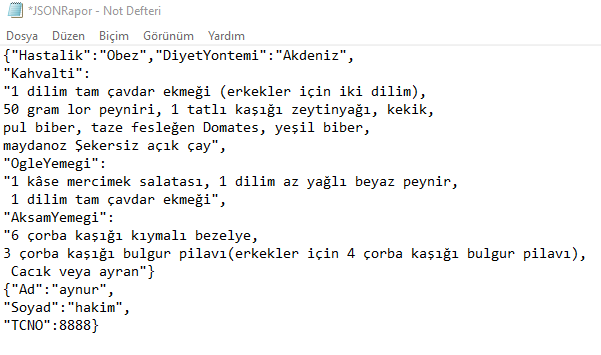 *JSONRapor - Not Defteri
Dosya Düzen Biçim Görünüm Yardım
{"Hastalik":"Obez","DiyetYontemi":"Akdeniz",
"Kahvalti":
"1 dilim tam çavdar ekmeği (erkekler için iki dilim),
50 gram lor peyniri, 1 tatlı kaşığı zeytinyağı, kekik,
pul biber, taze fesleğen Domates, yeşil biber,
maydanoz Şekersiz açık çay",
"OgleYemegi":
"1 kâse mercimek salatası, 1 dilim az yağlı beyaz peynir,
1 dilim tam çavdar ekmeği",
"AksamYemegi":
"6 çorba kaşığı kıymalı bezelye,
3 çorba kaşığı bulgur pilavı(erkekler için 4 çorba kaşığı bulgur pilavı),
Cacık veya ayran"}
{"Ad":"aynur",
"Soyad":"hakim",
"TCNO":8888}